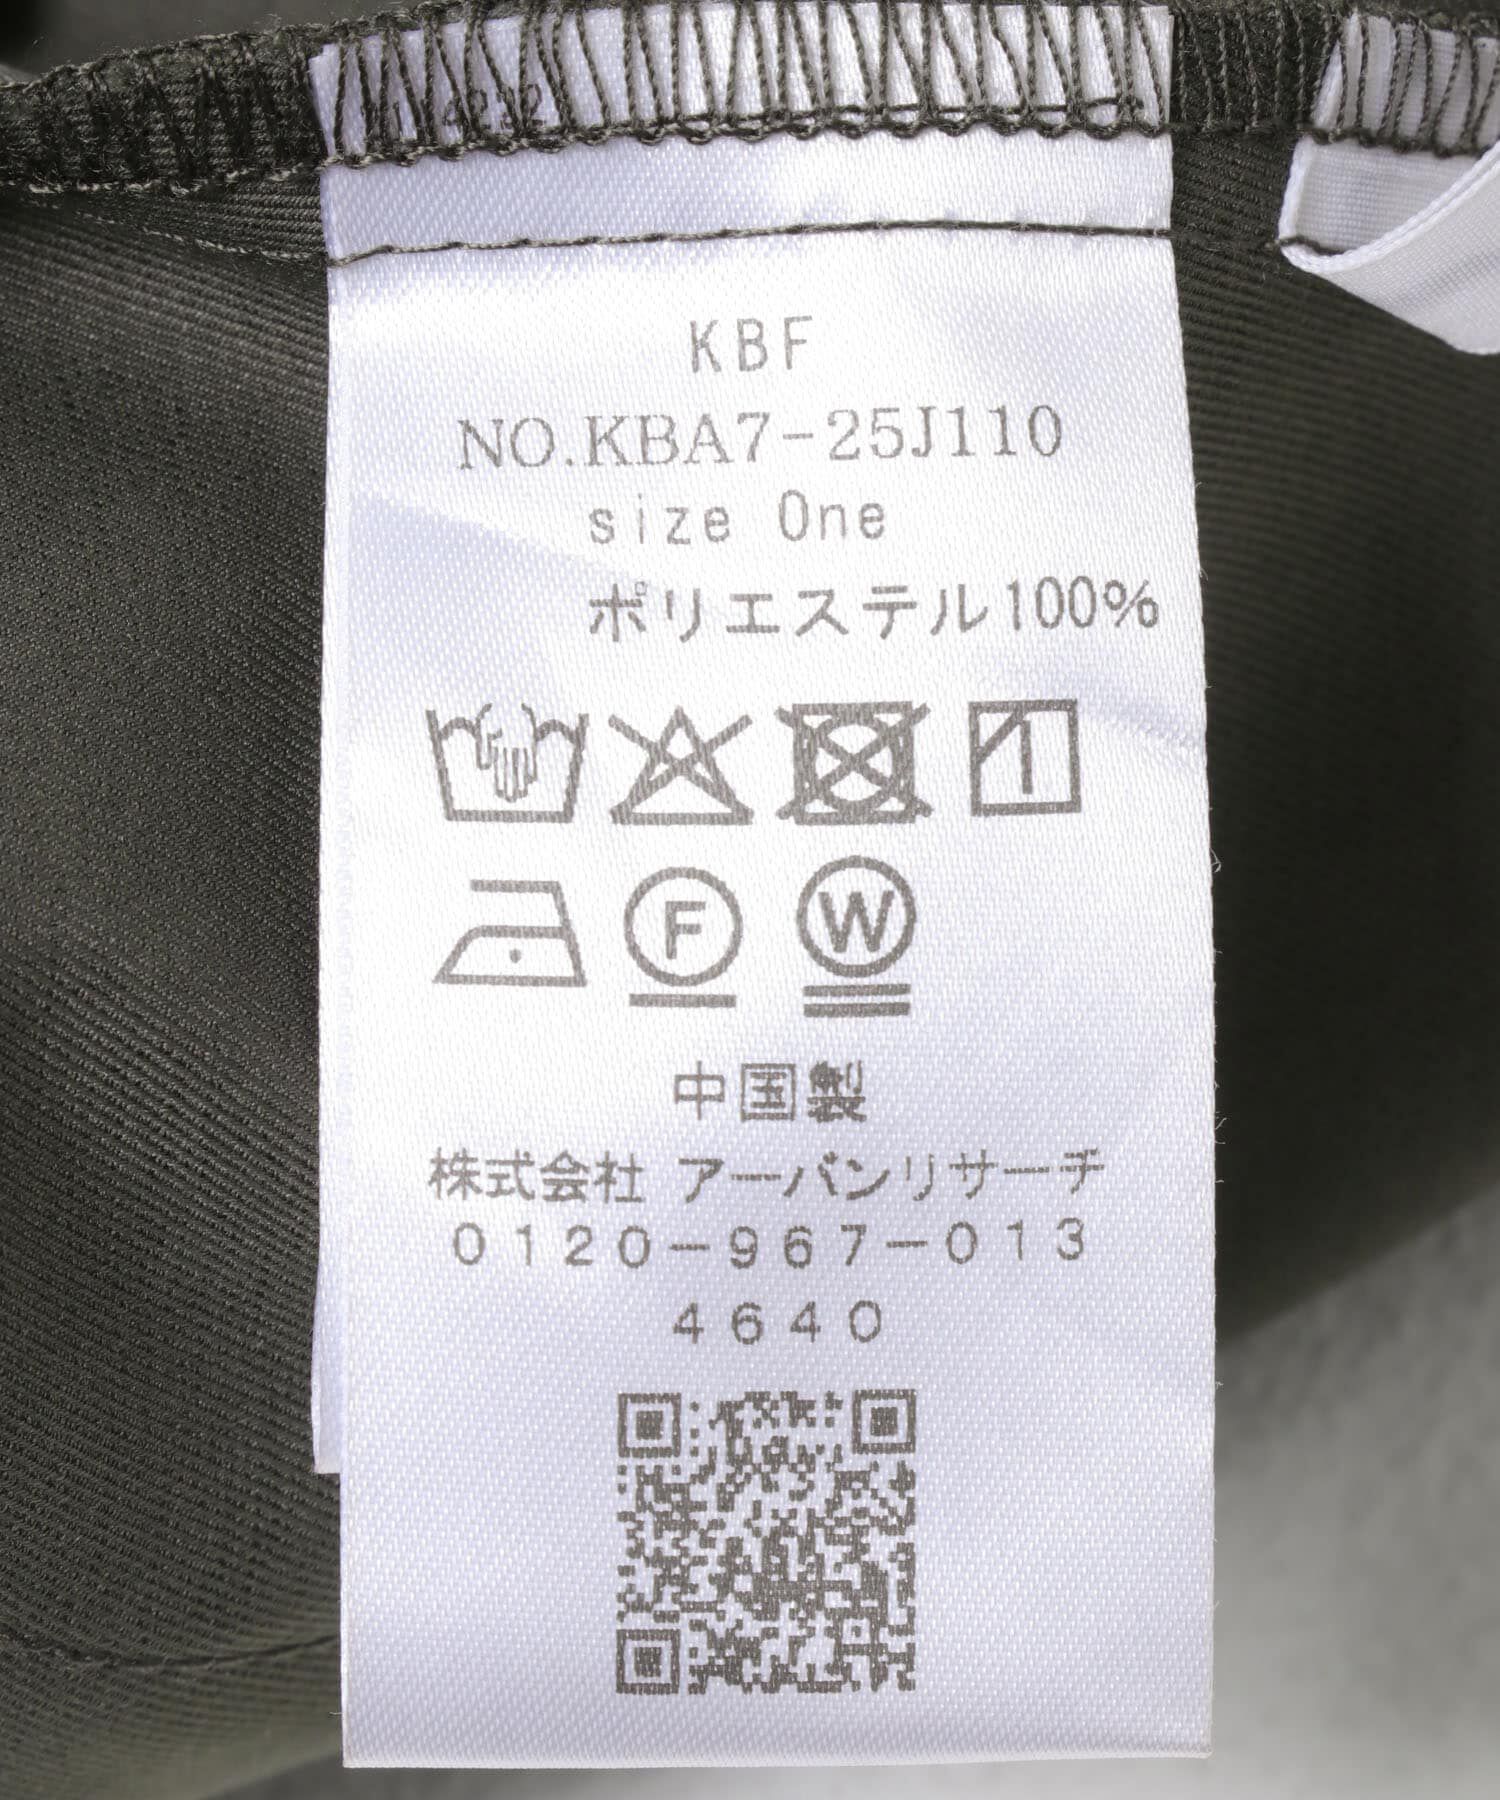 KBF
NO.KBA7-25J110
size One
ポリエステル100%
F
W
中国製
株式会社 アーバンリサーチ
0120-967-013
4640